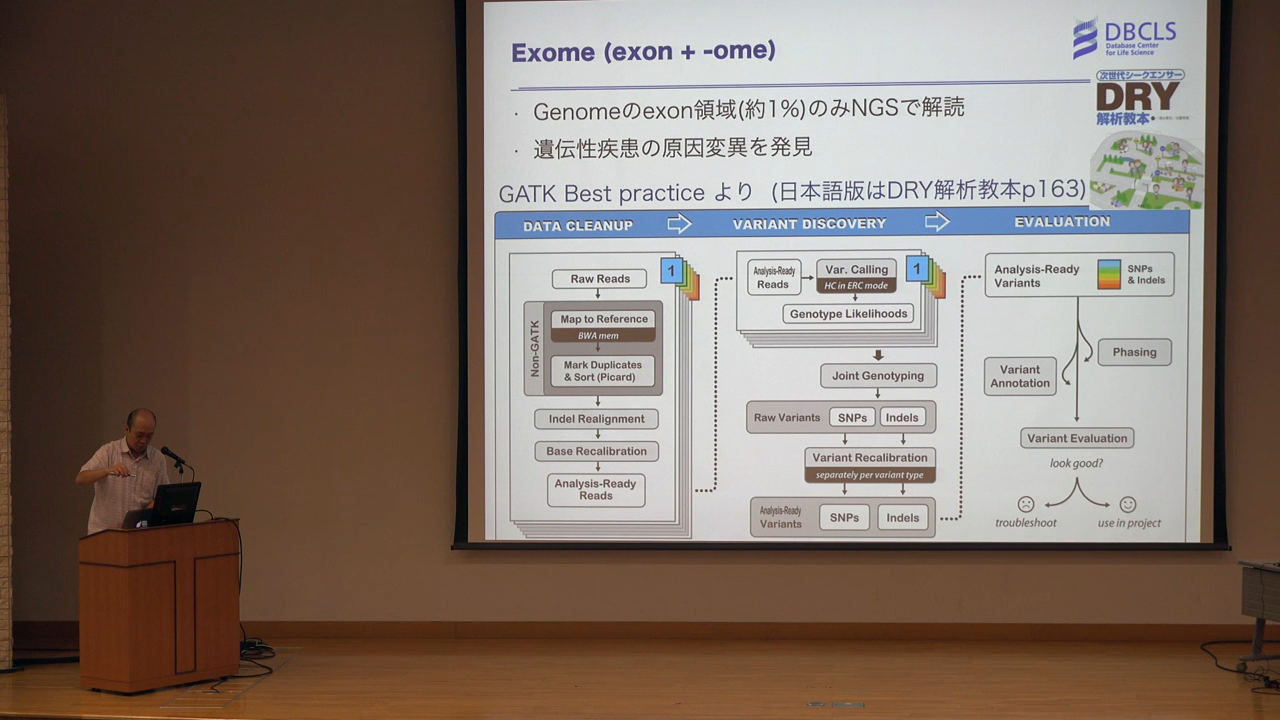 Exome (exon + -ome)
DBCLS
Database Center
for Life Science
次世代シークエンサー
DRY
解析教本
· Genomeのexon領域(約1%)のみNGSで解読
· 遺伝性疾患の原因変異を発見
GATK Best practice より (日本語版はDRY解析教本p163)
DATA CLEANUP
VARIANT DISCOVERY
EVALUATION
1
Raw Reads
Non-GATK
Map to Reference
BWA mem
Mark Duplicates
& Sort (Picard)
Indel Realignment
Base Recalibration
Analysis-Ready
Reads
Analysis-Ready
Reads
Var. Calling
HC in ERC mode
1
Genotype Likelihoods
Joint Genotyping
Raw Variants
SNPs
Indels
Variant Recalibration
separately per variant type
Analysis-Ready
Variants
SNPs
Indels
Analysis-Ready
Variants
SNPs
& Indels
Phasing
Variant
Annotation
Variant Evaluation
look good?
troubleshoot
use in project